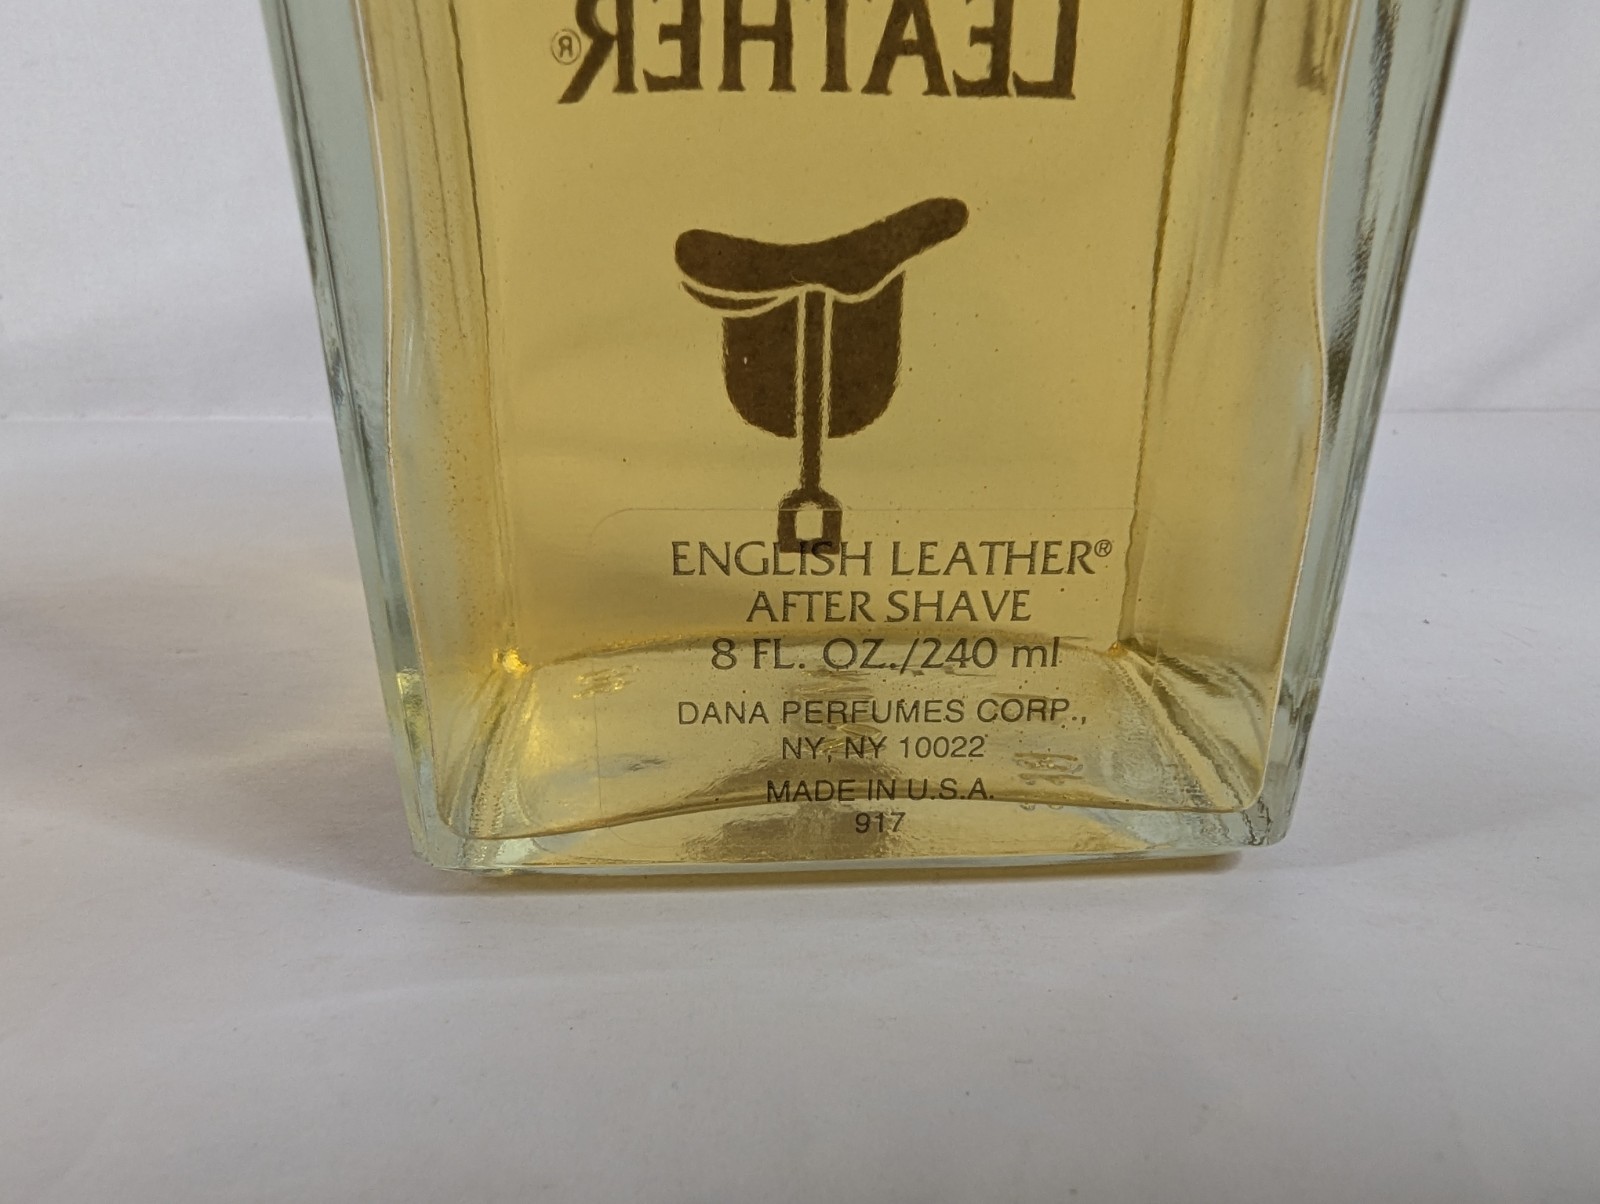 LEATHER®
ENGLISH LEATHER®
AFTER SHAVE
8 FL. OZ./240 ml
DANA PERFUMES CORP.,
NY, NY 10022
MADE IN U.S.A.
917